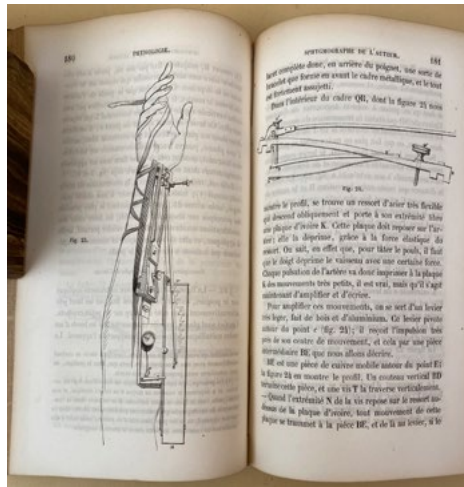 180 PHÉNOLOGIE.
Fig. 23.
SPHYGMOGRAPHE DE L'AUTEUR. 181
lacet complète donc, en arrière du poignet, une sorte de
bracelet que forme en avant le cadre métallique, et le tout
est fortement assujetti.
Dans l'intérieur du cadre QR, dont la figure 24 nous
Fig. 24.
montre le profil, se trouve un ressort d'acier très flexible
qui descend obliquement et porte à son extrémité libre
une plaque d'ivoire K. Cette plaque doit reposer sur l'ar-
tère; elle la déprime, grâce à la force élastique du
ressort. On sait, en effet, que, pour tâter le pouls, il faut
que le doigt déprime le vaisseau avec une certaine force.
Chaque pulsation de l'artère va donc imprimer à la plaque
K des mouvements très petits, il est vrai, mais qu'il s'agit
maintenant d'amplifier et d'écrire.
Pour amplifier ces mouvements, on se sert d'un levier
très léger, fait de bois et d'aluminium. Ce levier pivote
autour du point c (fig. 24); il reçoit l'impulsion très
près de son centre de mouvement, et cela par une pièce
intermédiaire BE que nous allons décrire.
BE est une pièce de cuivre mobile autour du point E;
la figure 24 en montre le profil. Un couteau vertical BD
termine cette pièce, et une vis T la traverse verticalement.
— Quand l'extrémité N de la vis repose sur le ressort au-
dessus de la plaque d'ivoire, tout mouvement de cette
plaque se transmet à la pièce BE, et de là au levier, si le